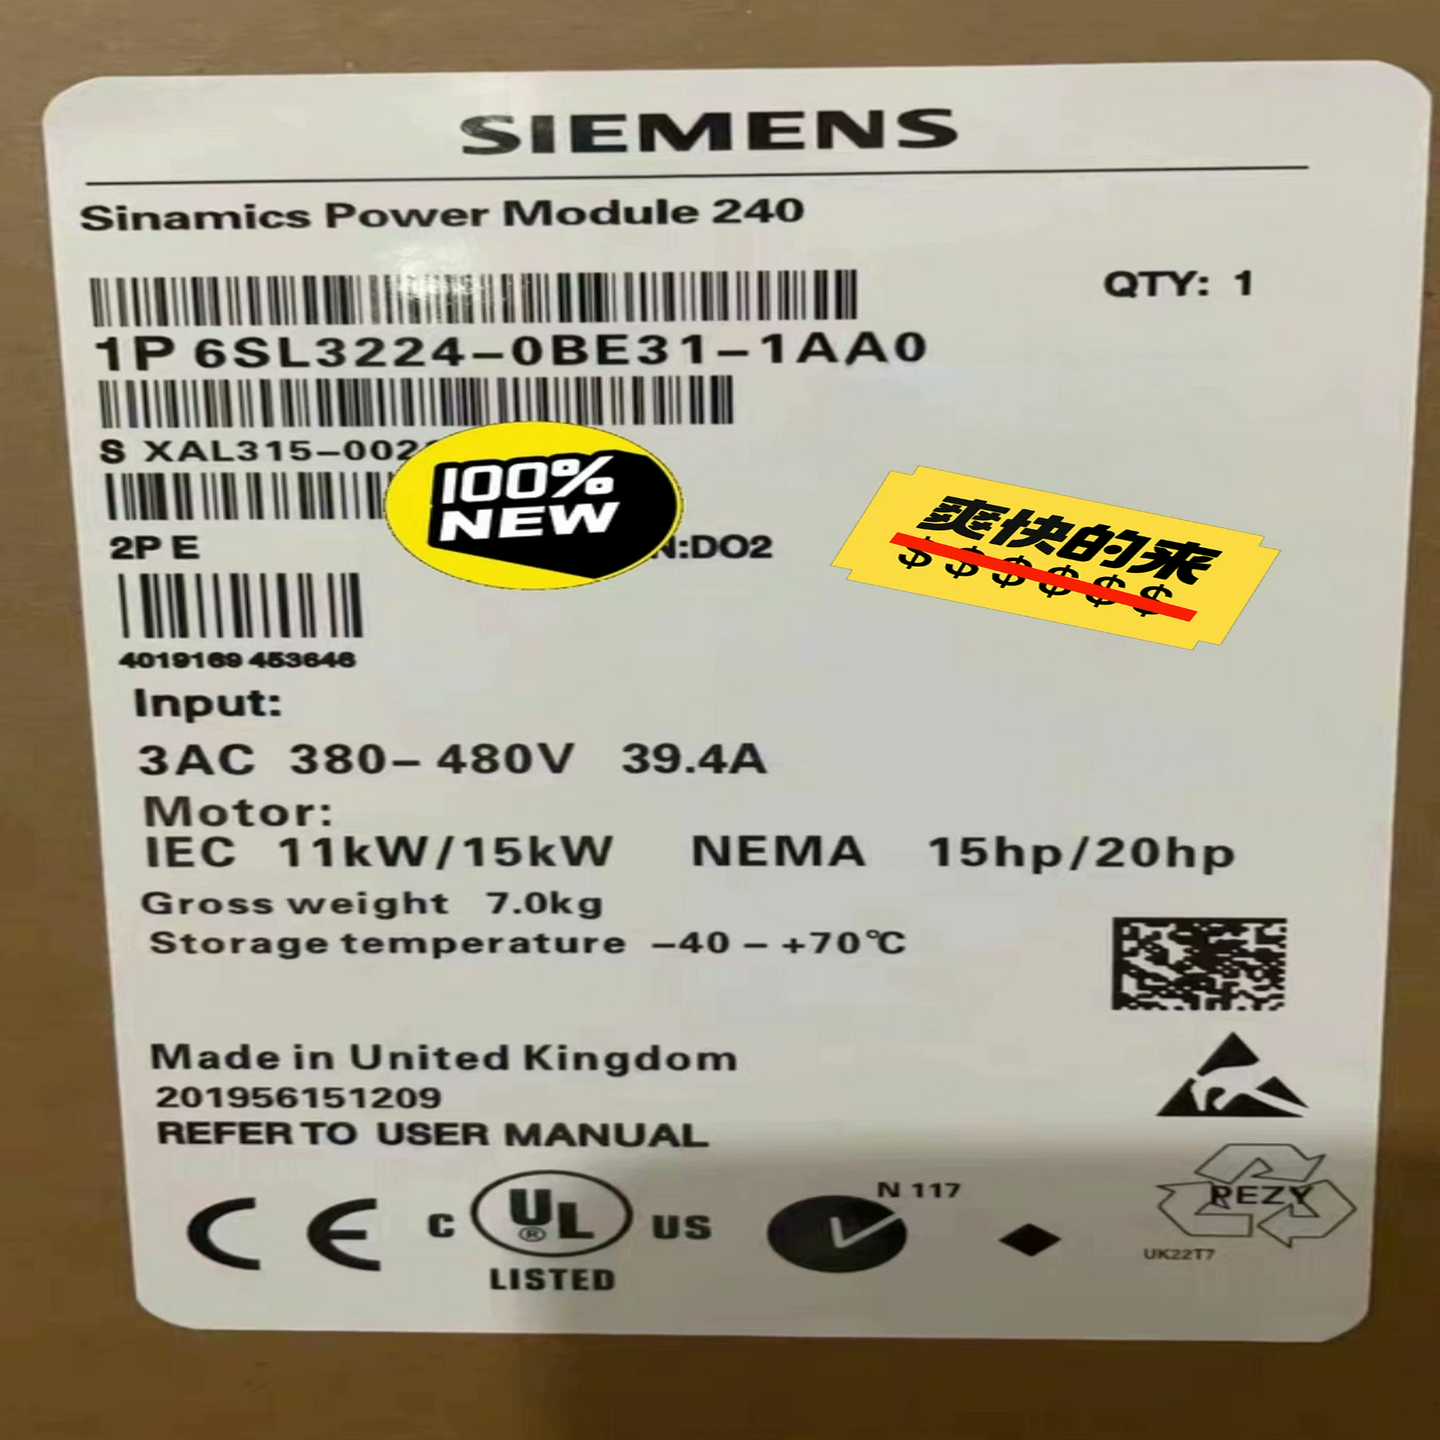 SIEMENS
Sinamics Power Module 240
QTY: 1
1P 6SL3224-0BE31-1AA0
S XAL315-002
100%
NEW
2P E
N:DO2
爽快的来
$ $ $ $ $ $
4019169 453646
Input:
3AC 380-480V 39.4A
Motor:
IEC 11kW/15kW NEMA 15hp/20hp
Gross weight 7.0kg
Storage temperature -40 - +70°C
Made in United Kingdom
201956151209
REFER TO USER MANUAL
CE
C UL® US
LISTED
N 117
REZY
UK22T7